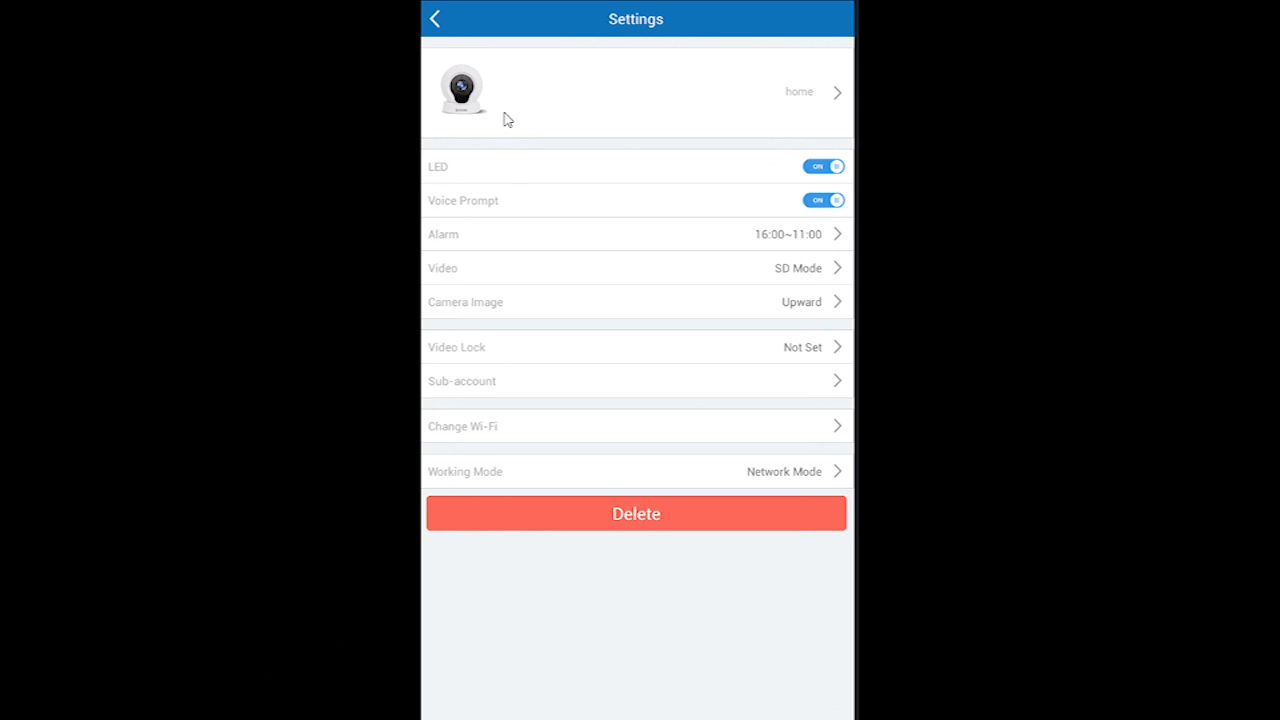 Settings
home
LED ON
Voice Prompt ON
Alarm 16:00~11:00
Video SD Mode
Camera Image Upward
Video Lock Not Set
Sub-account
Change Wi-Fi
Working Mode Network Mode
Delete